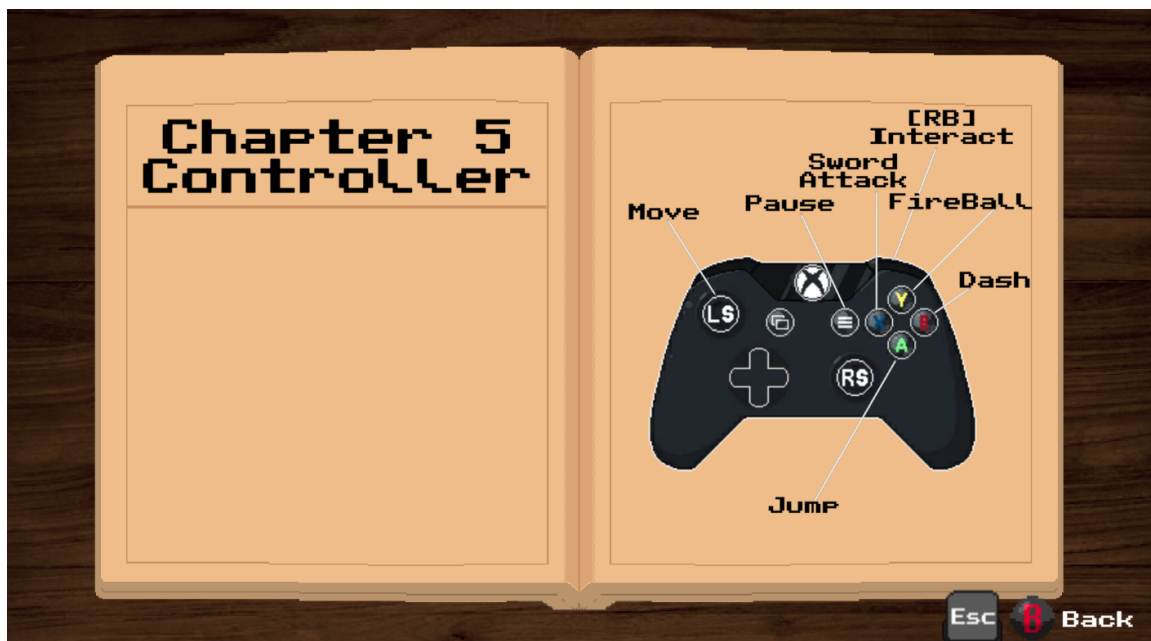 Chapter 5
Controller
[RB]
Interact
Sword
Attack
Move
Pause
FireBall
Dash
LS
Y
X
B
A
RS
Jump
Esc
B
Back